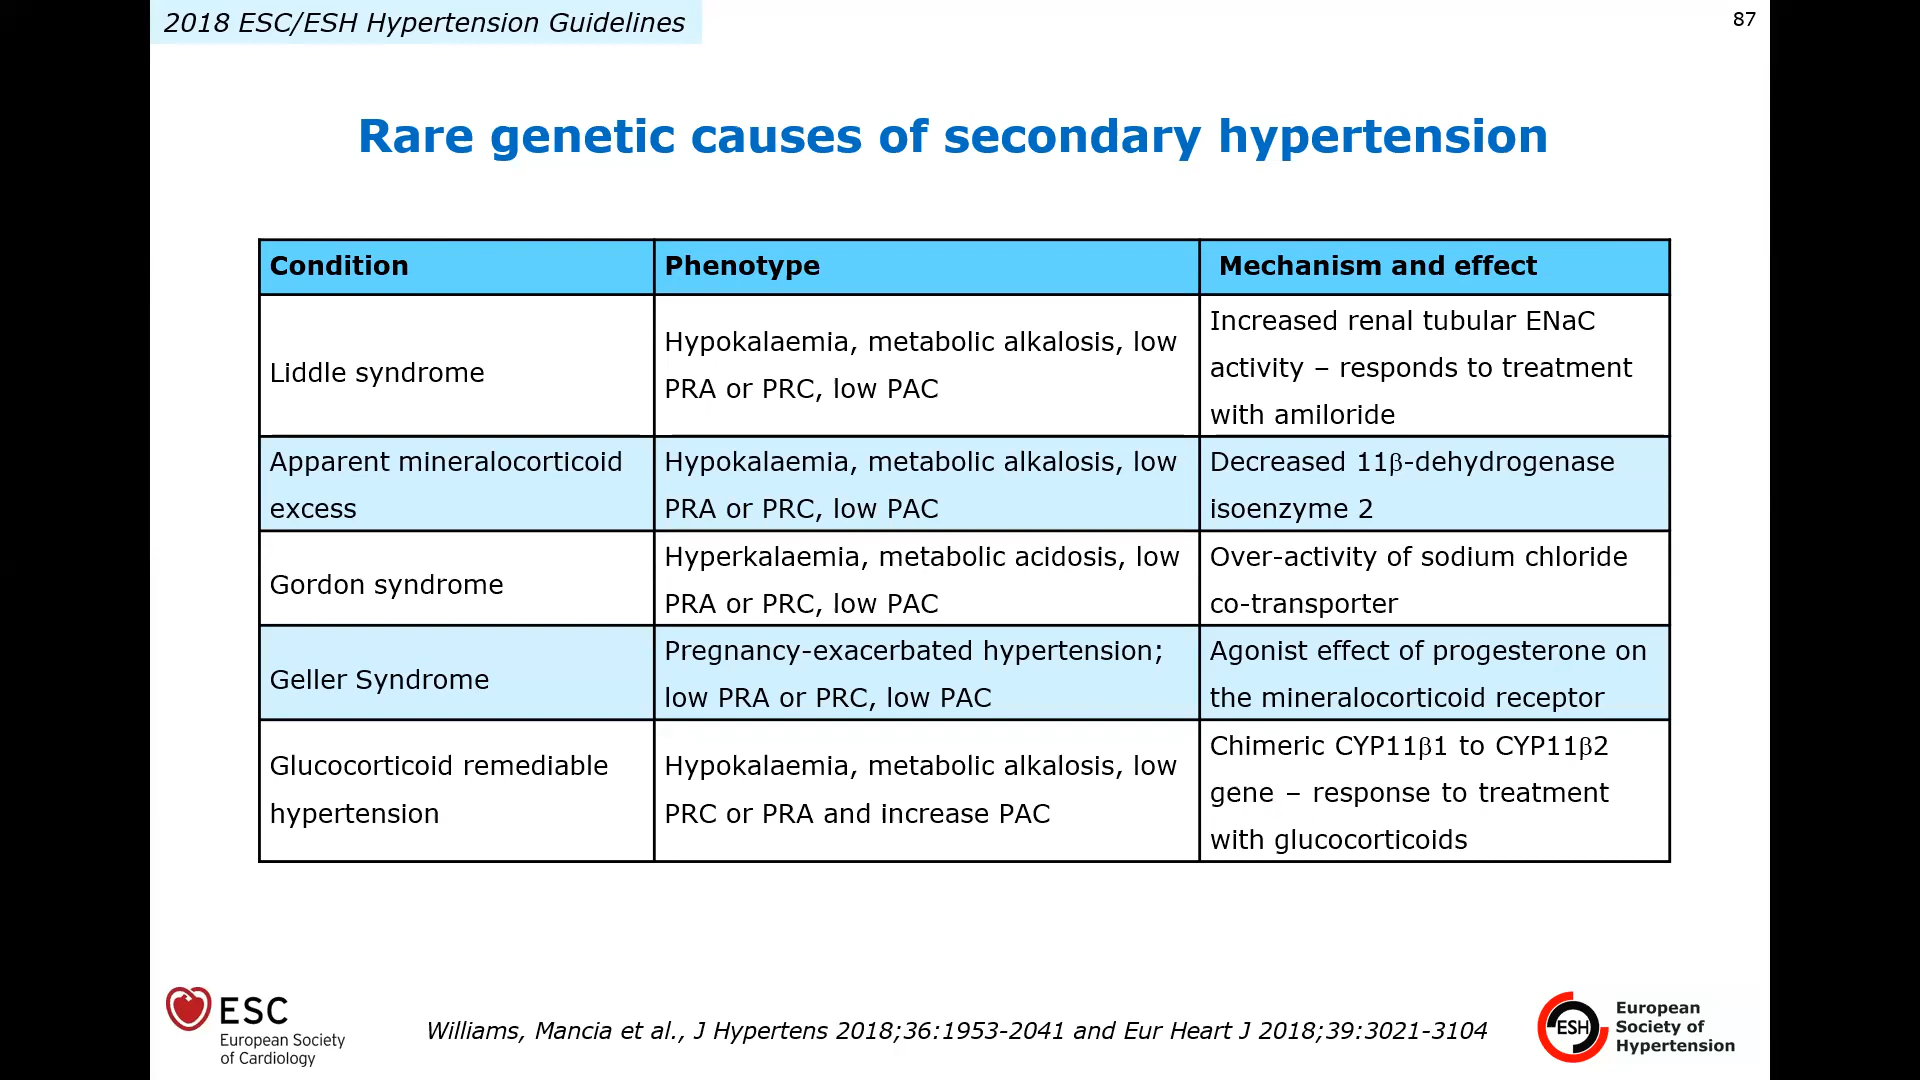 2018 ESC/ESH Hypertension Guidelines
87
Rare genetic causes of secondary hypertension
Condition
Phenotype
Mechanism and effect
Liddle syndrome
Hypokalaemia, metabolic alkalosis, low
PRA or PRC, low PAC
Increased renal tubular ENaC
activity – responds to treatment
with amiloride
Apparent mineralocorticoid
excess
Hypokalaemia, metabolic alkalosis, low
PRA or PRC, low PAC
Decreased 11β-dehydrogenase
isoenzyme 2
Gordon syndrome
Hyperkalaemia, metabolic acidosis, low
PRA or PRC, low PAC
Over-activity of sodium chloride
co-transporter
Geller Syndrome
Pregnancy-exacerbated hypertension;
low PRA or PRC, low PAC
Agonist effect of progesterone on
the mineralocorticoid receptor
Glucocorticoid remediable
hypertension
Hypokalaemia, metabolic alkalosis, low
PRC or PRA and increase PAC
Chimeric CYP11β1 to CYP11β2
gene – response to treatment
with glucocorticoids
ESC
European Society
of Cardiology
Williams, Mancia et al., J Hypertens 2018;36:1953-2041 and Eur Heart J 2018;39:3021-3104
ESH
European
Society of
Hypertension